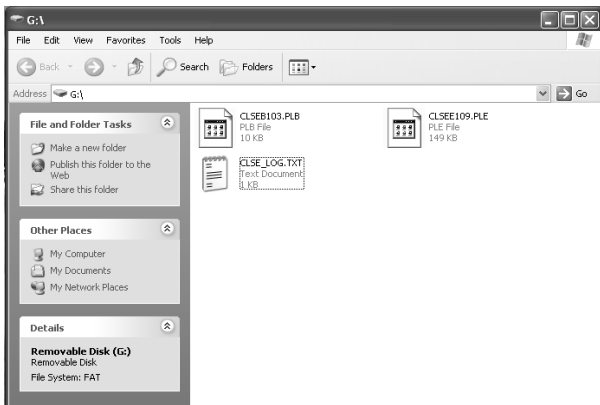 G:\
File Edit View Favorites Tools Help
Back Search Folders
Address G:\ Go
File and Folder Tasks
Make a new folder
Publish this folder to the
Web
Share this folder
Other Places
My Computer
My Documents
My Network Places
Details
Removable Disk (G:)
Removable Disk
File System: FAT
CLSEB103.PLB
PLB File
10 KB
CLSEE109.PLE
PLE File
149 KB
CLSE_LOG.TXT
Text Document
1 KB